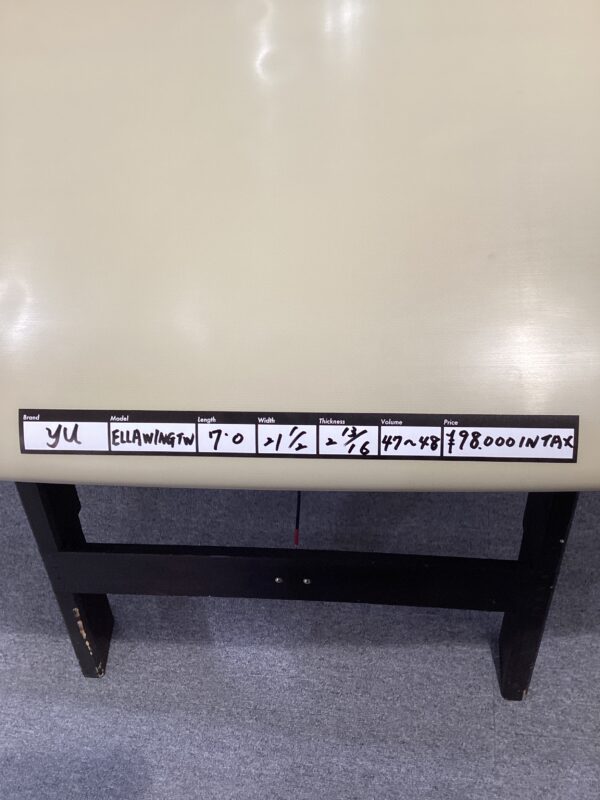 Brand Model Length Width Thickness Volume Price
YU ELLAWINGTW 7.0 21 1/2 2 13/16 47~48 ¥98.000 IN TAX